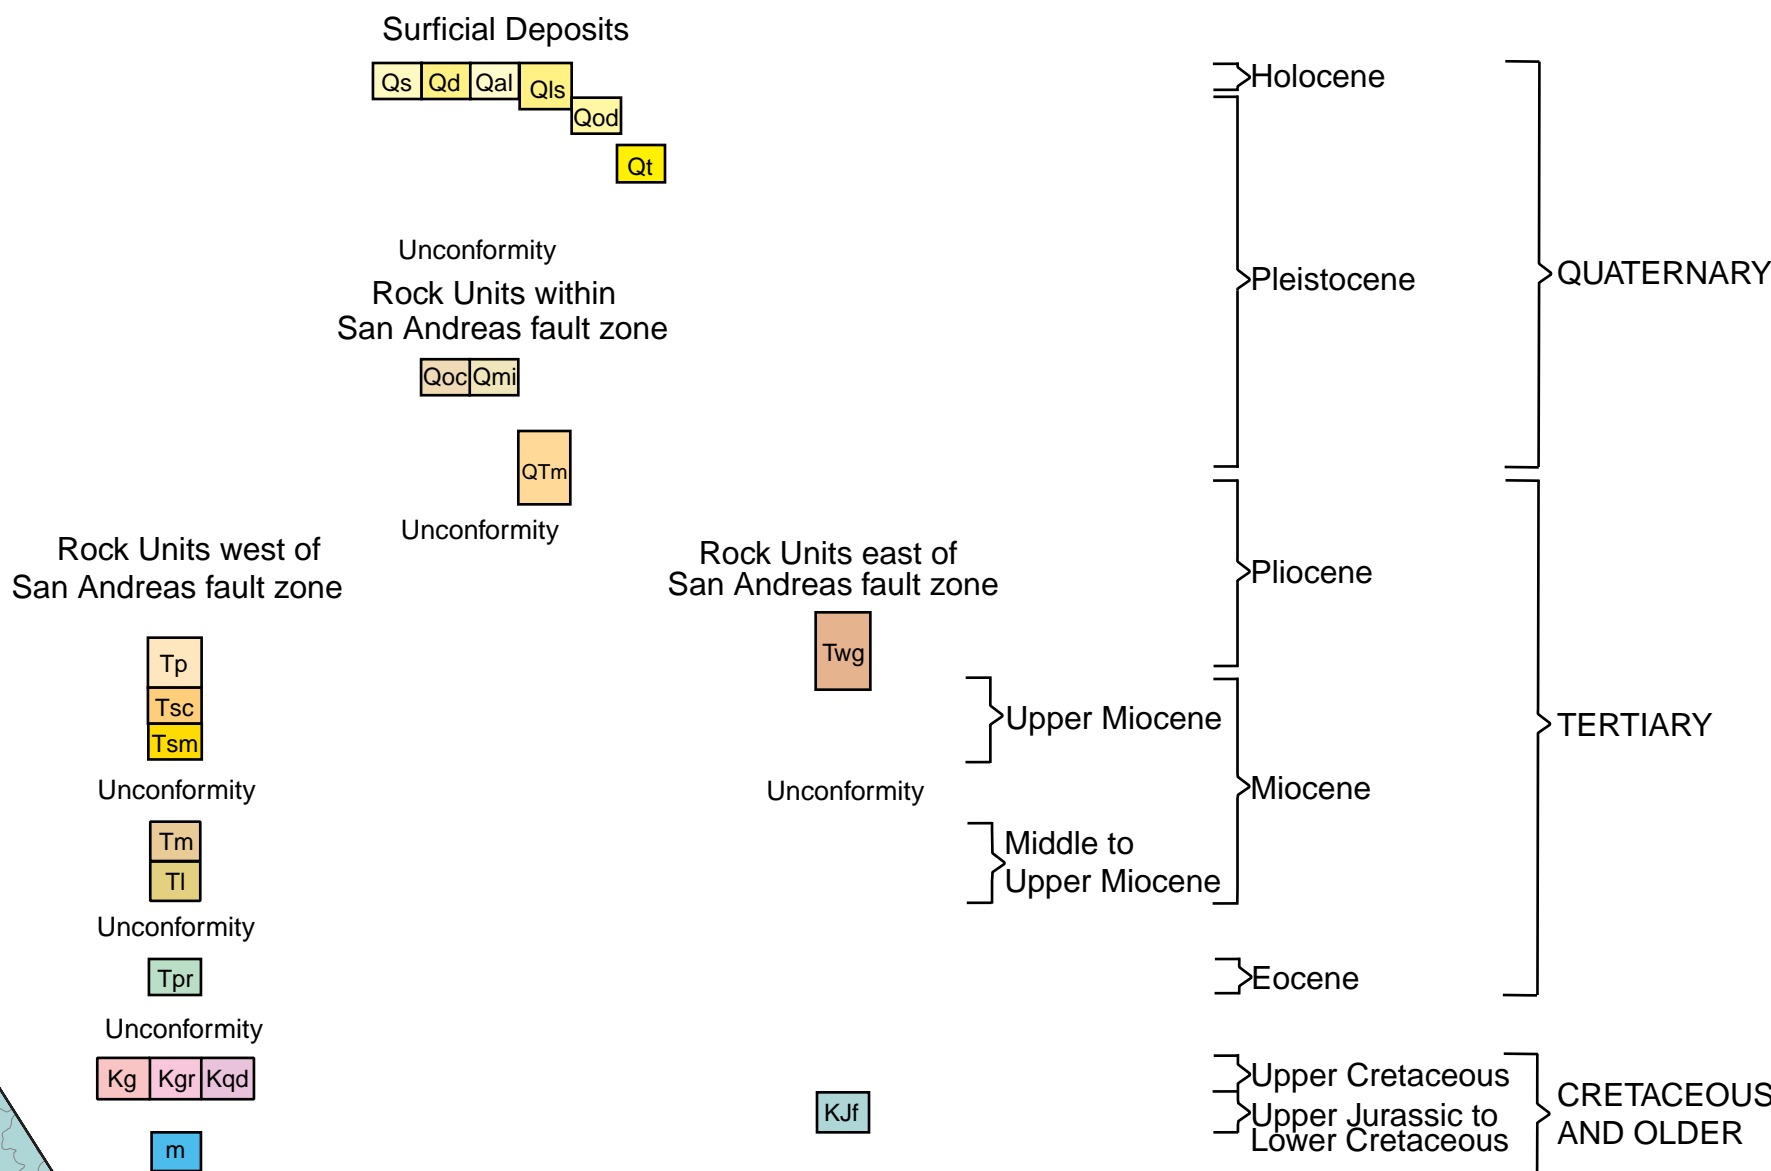 Surficial Deposits
Qs Qd Qal Qls
Qod
Qt
Holocene
Unconformity
Rock Units within
San Andreas fault zone
Pleistocene
QUATERNARY
Qoc Qmi
QTm
Unconformity
Rock Units west of
San Andreas fault zone
Rock Units east of
San Andreas fault zone
Pliocene
Tp
Tsc
Tsm
Twg
Upper Miocene
TERTIARY
Unconformity
Unconformity
Miocene
Tm
Tl
Middle to
Upper Miocene
Unconformity
Tpr
Eocene
Unconformity
Kg Kgr Kqd
Upper Cretaceous
KJf
Upper Jurassic to
Lower Cretaceous
CRETACEOUS
AND OLDER
m